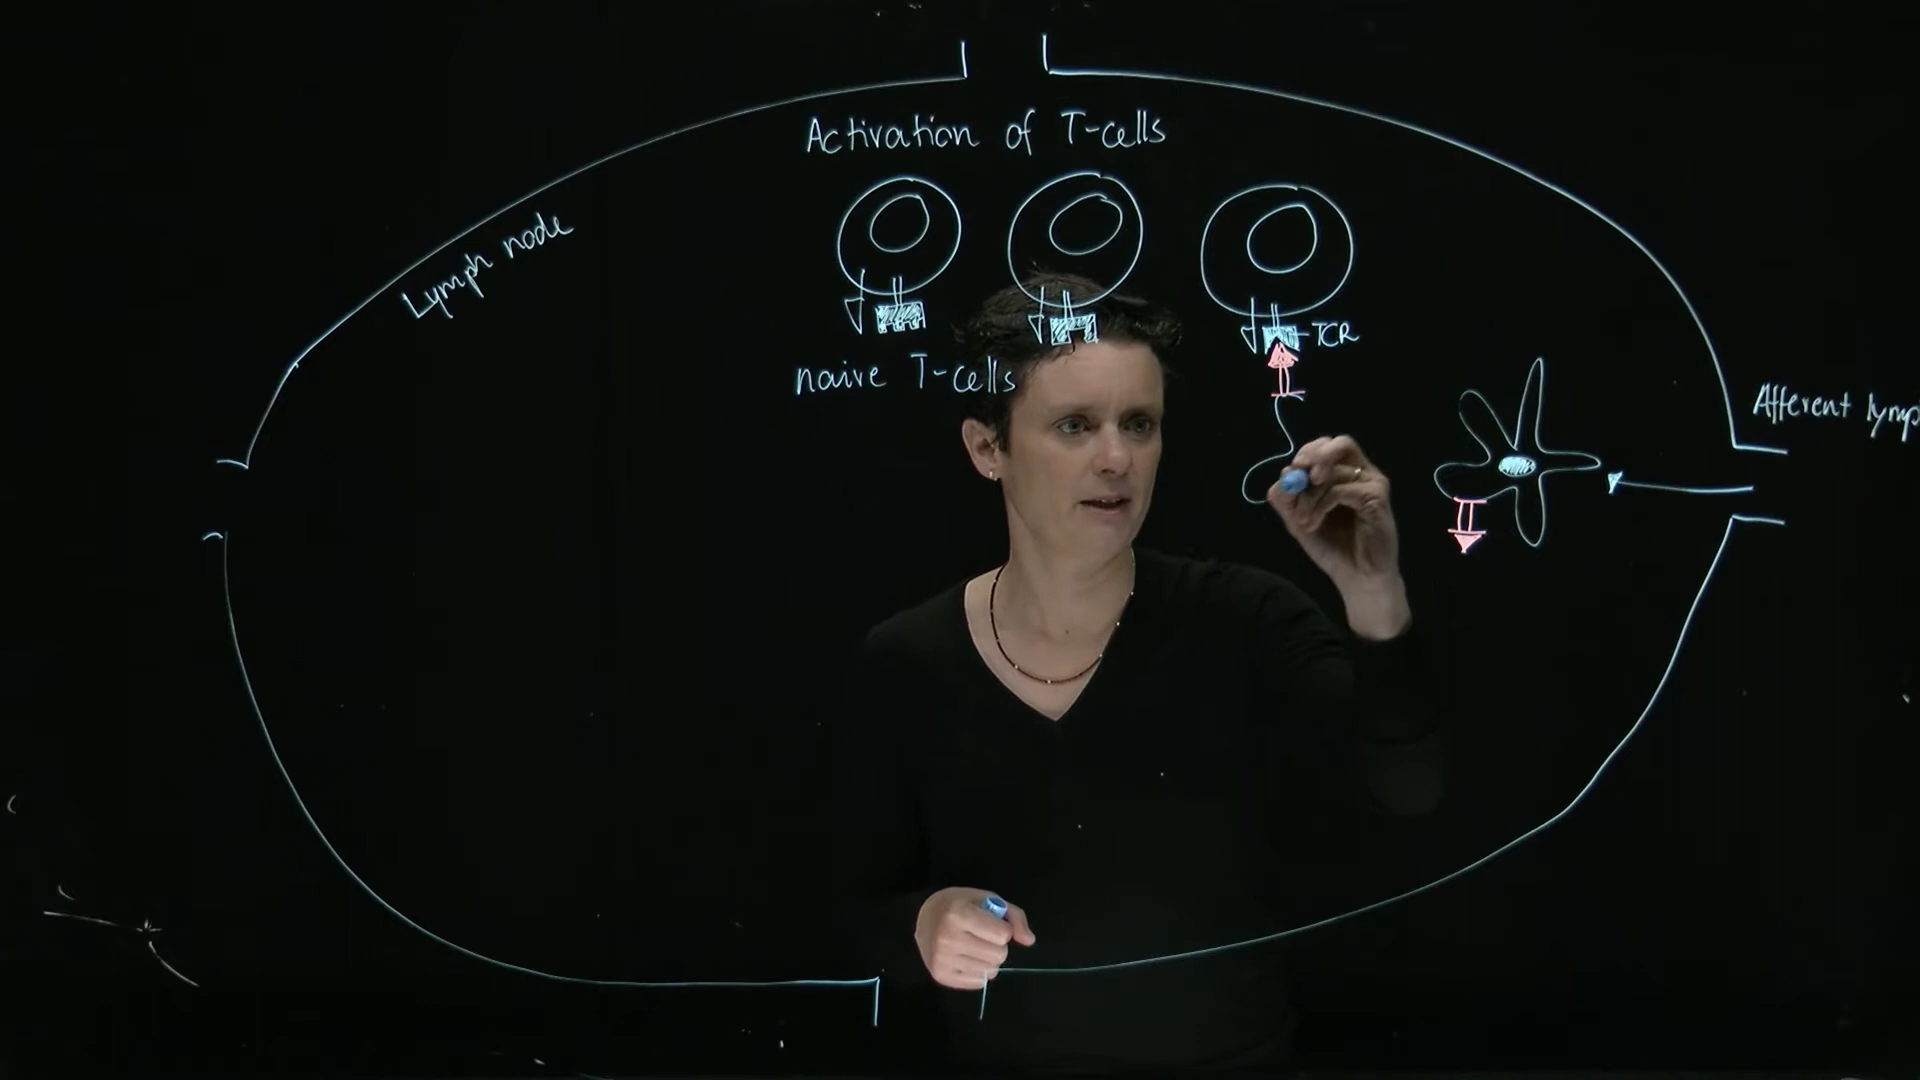 Activation of T-cells
Lymph node
TCR
naive T-cells
Afferent lymp